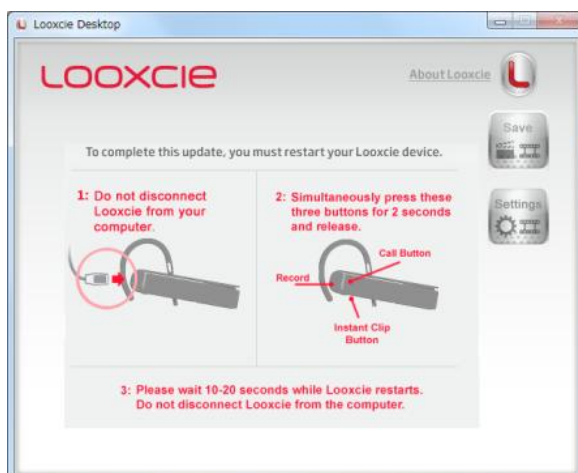 Looxcie Desktop
LOOXCIE
About Looxcie
Save
To complete this update, you must restart your Looxcie device.
1: Do not disconnect
Looxcie from your
computer.
2: Simultaneously press these
three buttons for 2 seconds
and release.
Settings
Call Button
Record
Instant Clip
Button
3: Please wait 10-20 seconds while Looxcie restarts.
Do not disconnect Looxcie from the computer.